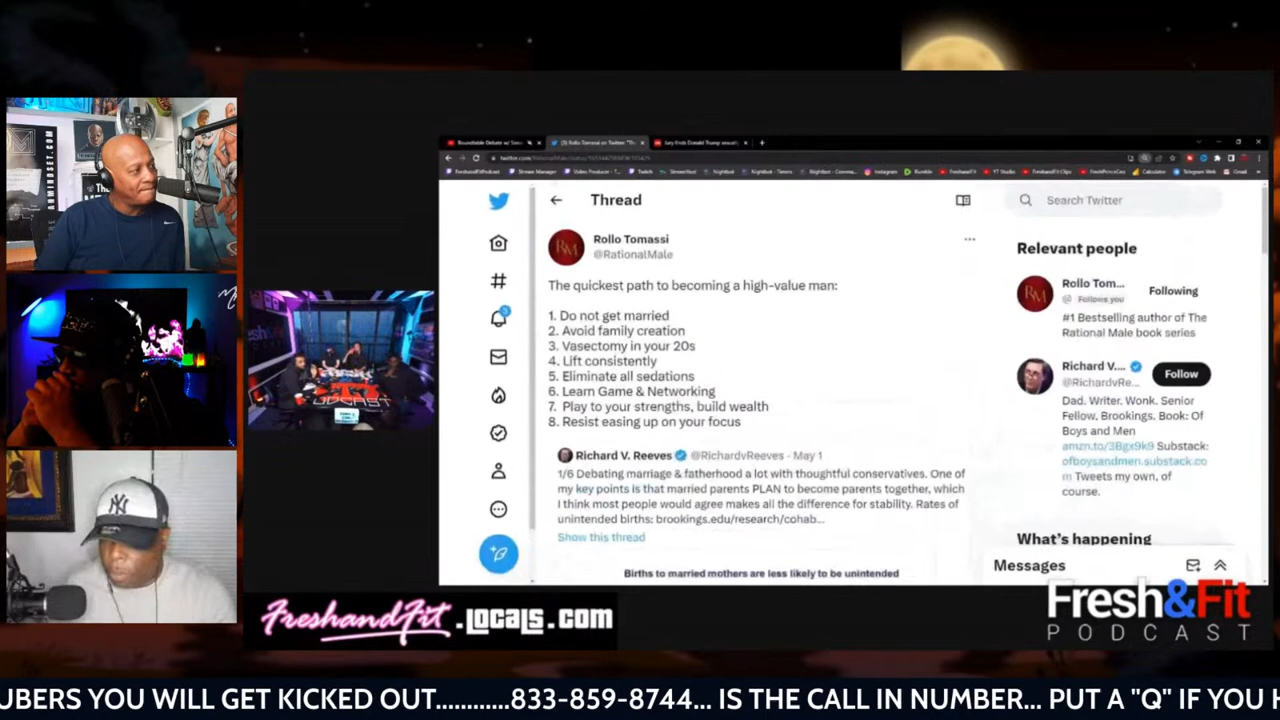 Thread
Search Twitter
Rollo Tomassi
@RationalMale
The quickest path to becoming a high-value man:
1. Do not get married
2. Avoid family creation
3. Vasectomy in your 20s
4. Lift consistently
5. Eliminate all sedations
6. Learn Game & Networking
7. Play to your strengths, build wealth
8. Resist easing up on your focus
Richard V. Reeves @RichardvReeves · May 1
1/6 Debating marriage & fatherhood a lot with thoughtful conservatives. One of
my key points is that married parents PLAN to become parents together, which
I think most people would agree makes all the difference for stability. Rates of
unintended births: brookings.edu/research/cohab...
Show this thread
Births to married mothers are less likely to be unintended
Relevant people
Rollo Tom...
@ Follows you
Following
#1 Bestselling author of The
Rational Male book series
Richard V....
@RichardvRe...
Follow
Dad. Writer. Wonk. Senior
Fellow, Brookings. Book: Of
Boys and Men
amzn.to/3Bgx9k9 Substack:
ofboysandmen.substack.co
m Tweets my own, of
course.
What's happening
Messages
FreshandFit.Locals.com
Fresh&Fit
PODCAST
UBERS YOU WILL GET KICKED OUT...........833-859-8744... IS THE CALL IN NUMBER... PUT A "Q" IF YOU H